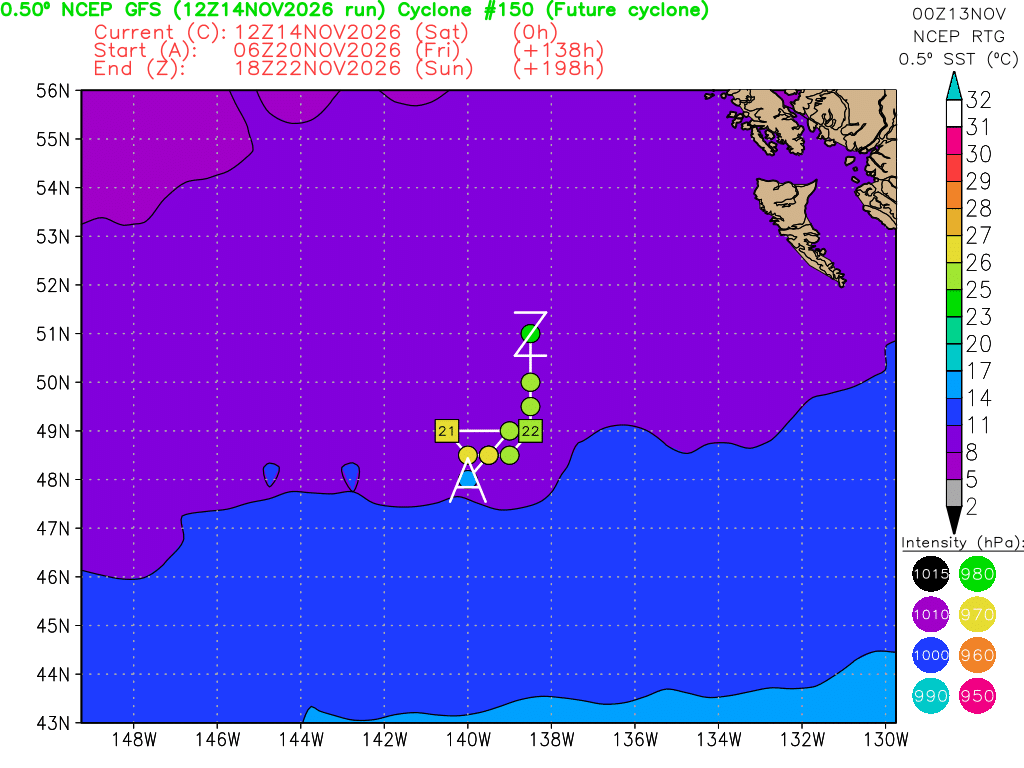 0.50° NCEP GFS (12Z14NOV2026 run) Cyclone #150 (Future cyclone)
Current (C): 12Z14NOV2026 (Sat) (0h)
Start (A): 06Z20NOV2026 (Fri) (+138h)
End (Z): 18Z22NOV2026 (Sun) (+198h)
00Z13NOV
NCEP RTG
0.5° SST (°C)
32
31
30
29
28
27
26
25
23
20
17
14
11
8
5
2
56N
55N
54N
53N
52N
51N
50N
49N
48N
47N
46N
45N
44N
43N
Z
21
22
A
148W 146W 144W 142W 140W 138W 136W 134W 132W 130W
Intensity (hPa):
1015 980
1010 970
1000 960
990 950